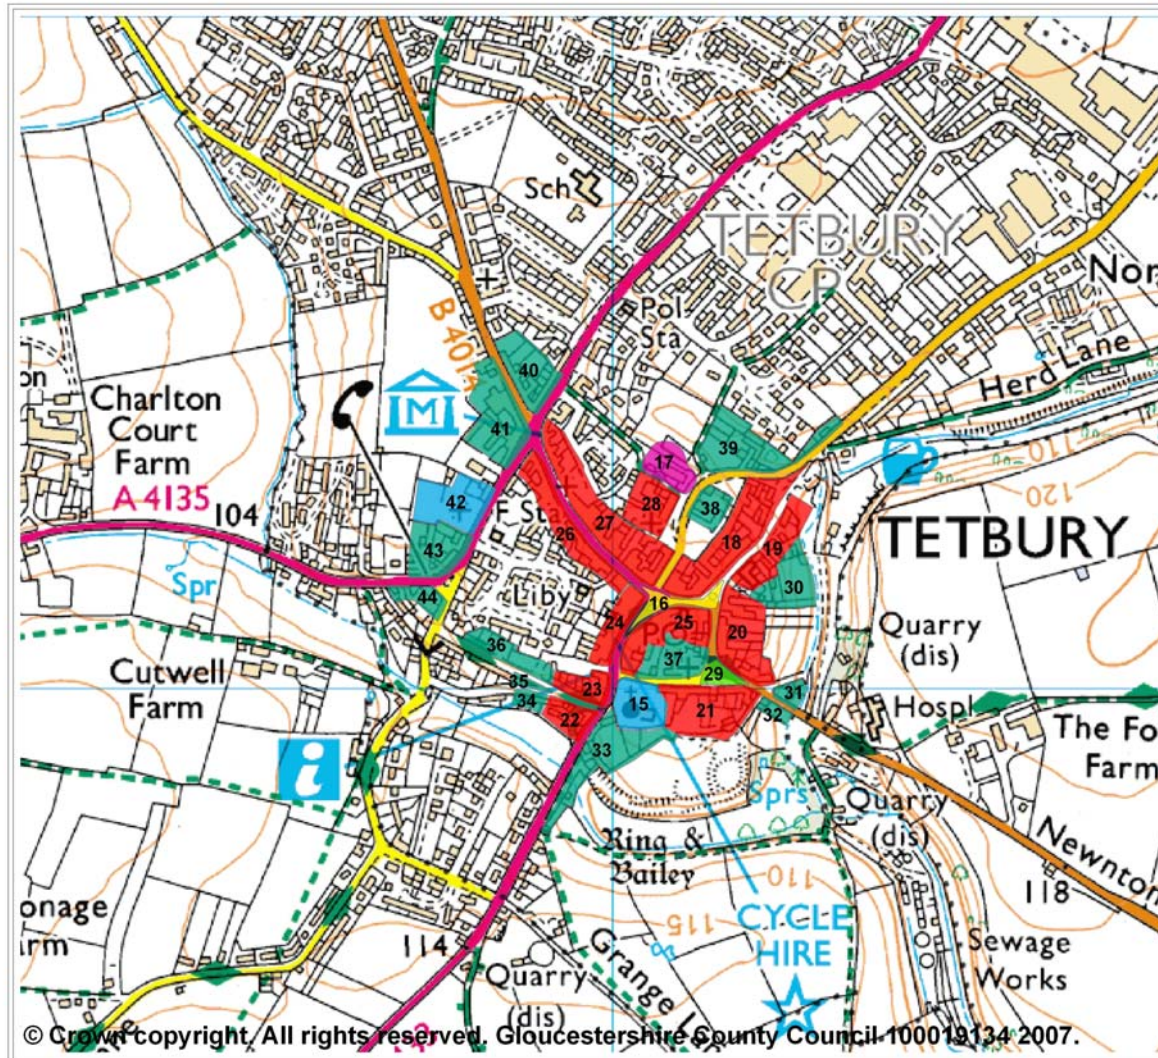 Sch
TETBURY
CP
Nor
Pol
Sta
B 4014
Herd Lane
40
Charlton
Court
Farm
A 4135
104
M
41
39
110
17
120
42
28
38
TETBURY
F Sta
27
18
19
26
43
30
Spr
44
Liby
16
24
25
20
Quarry
(dis)
36
37
Cutwell
Farm
35
23
29
31
34
15
Hospl
22
21
32
The Fo
Farm
33
i
Sprs
Quarry
(dis)
Ring &
Bailey
Newnton
110
118
onage
arm
115
CYCLE
HIRE
114
Sewage
Works
Quarry
(dis)
Grange La
© Crown copyright. All rights reserved. Gloucestershire County Council 100019134 2007.